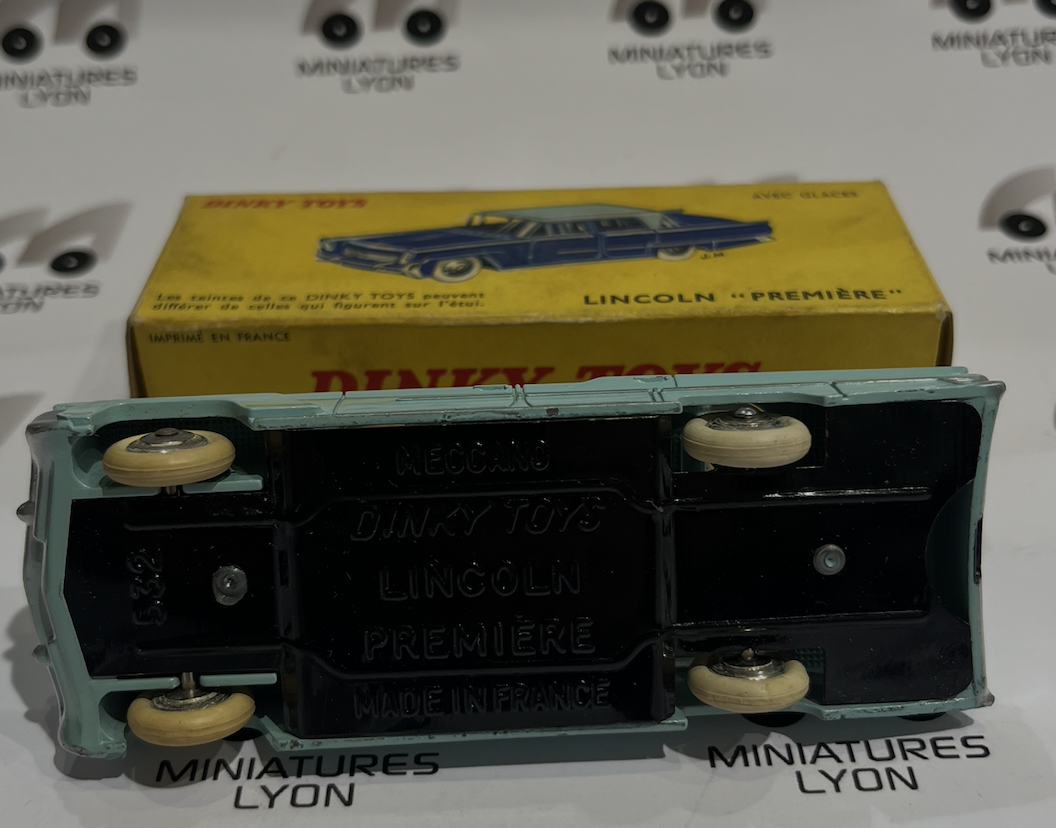 MINIATURES
LYON
MINIATURES
LYON
MINIATURES
LYON
MINIATURES
LYON
DINKY TOYS
AVEC GLACES
J.M
Les teintes de ce DINKY TOYS peuvent
différer de celles qui figurent sur l'étui.
LINCOLN "PREMIÈRE"
IMPRIMÉ EN FRANCE
DINKY TOYS
MECCANO
DINKY TOYS
LINCOLN
PREMIÈRE
MADE IN FRANCE
532
MINIATURES
LYON
MINIATURES
LYON